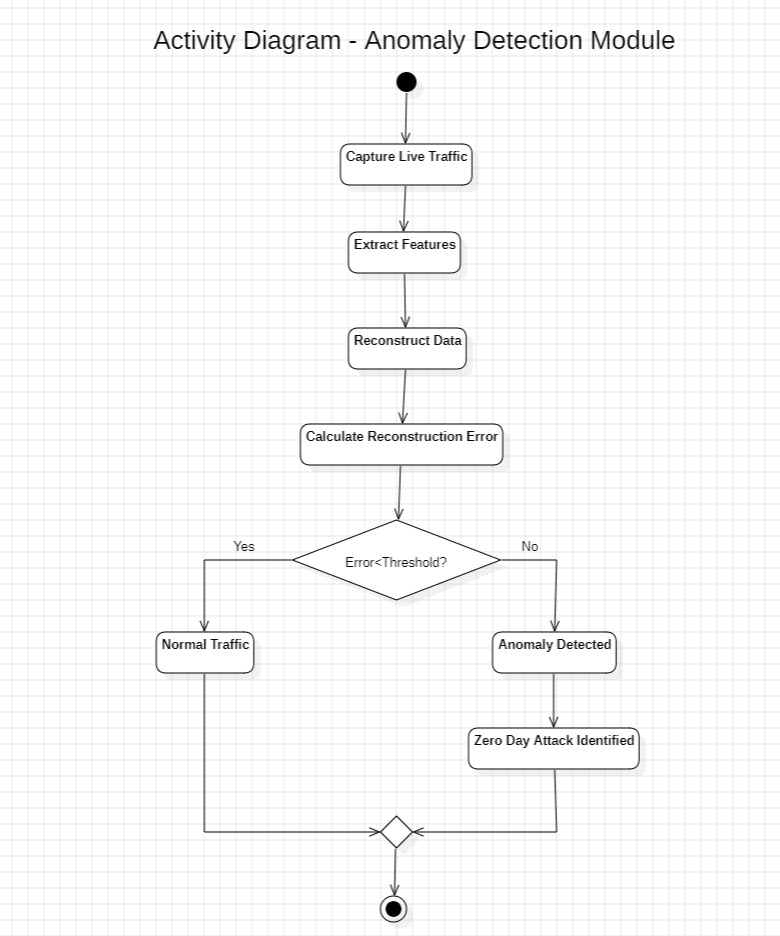 Activity Diagram - Anomaly Detection Module
Capture Live Traffic
Extract Features
Reconstruct Data
Calculate Reconstruction Error
Error<Threshold?
Yes
No
Normal Traffic
Anomaly Detected
Zero Day Attack Identified